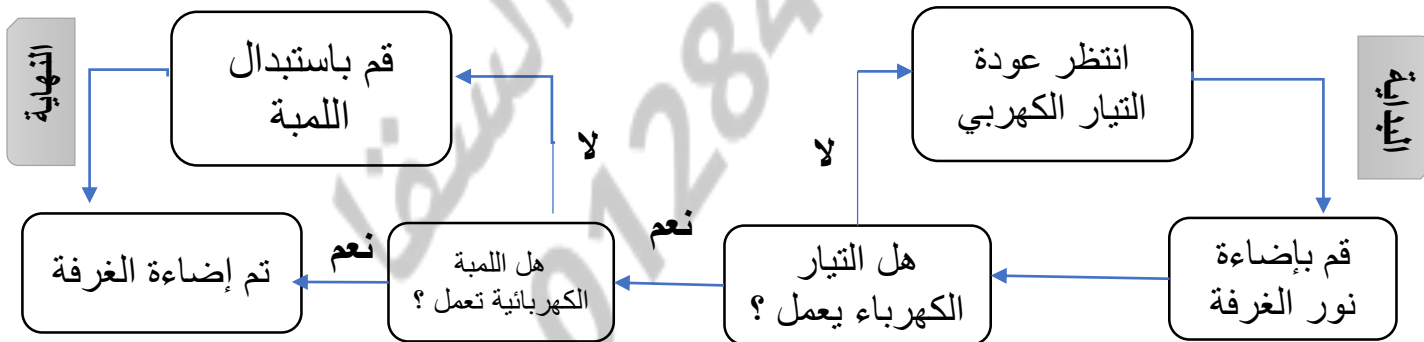 البداية
انتظر عودة
التيار الكهربي
لا
قم بإضاءة
نور الغرفة
هل التيار
الكهرباء يعمل ؟
نعم
قم باستبدال
اللمبة
لا
هل اللمبة
الكهربائية تعمل ؟
نعم
تم إضاءة الغرفة
النهاية